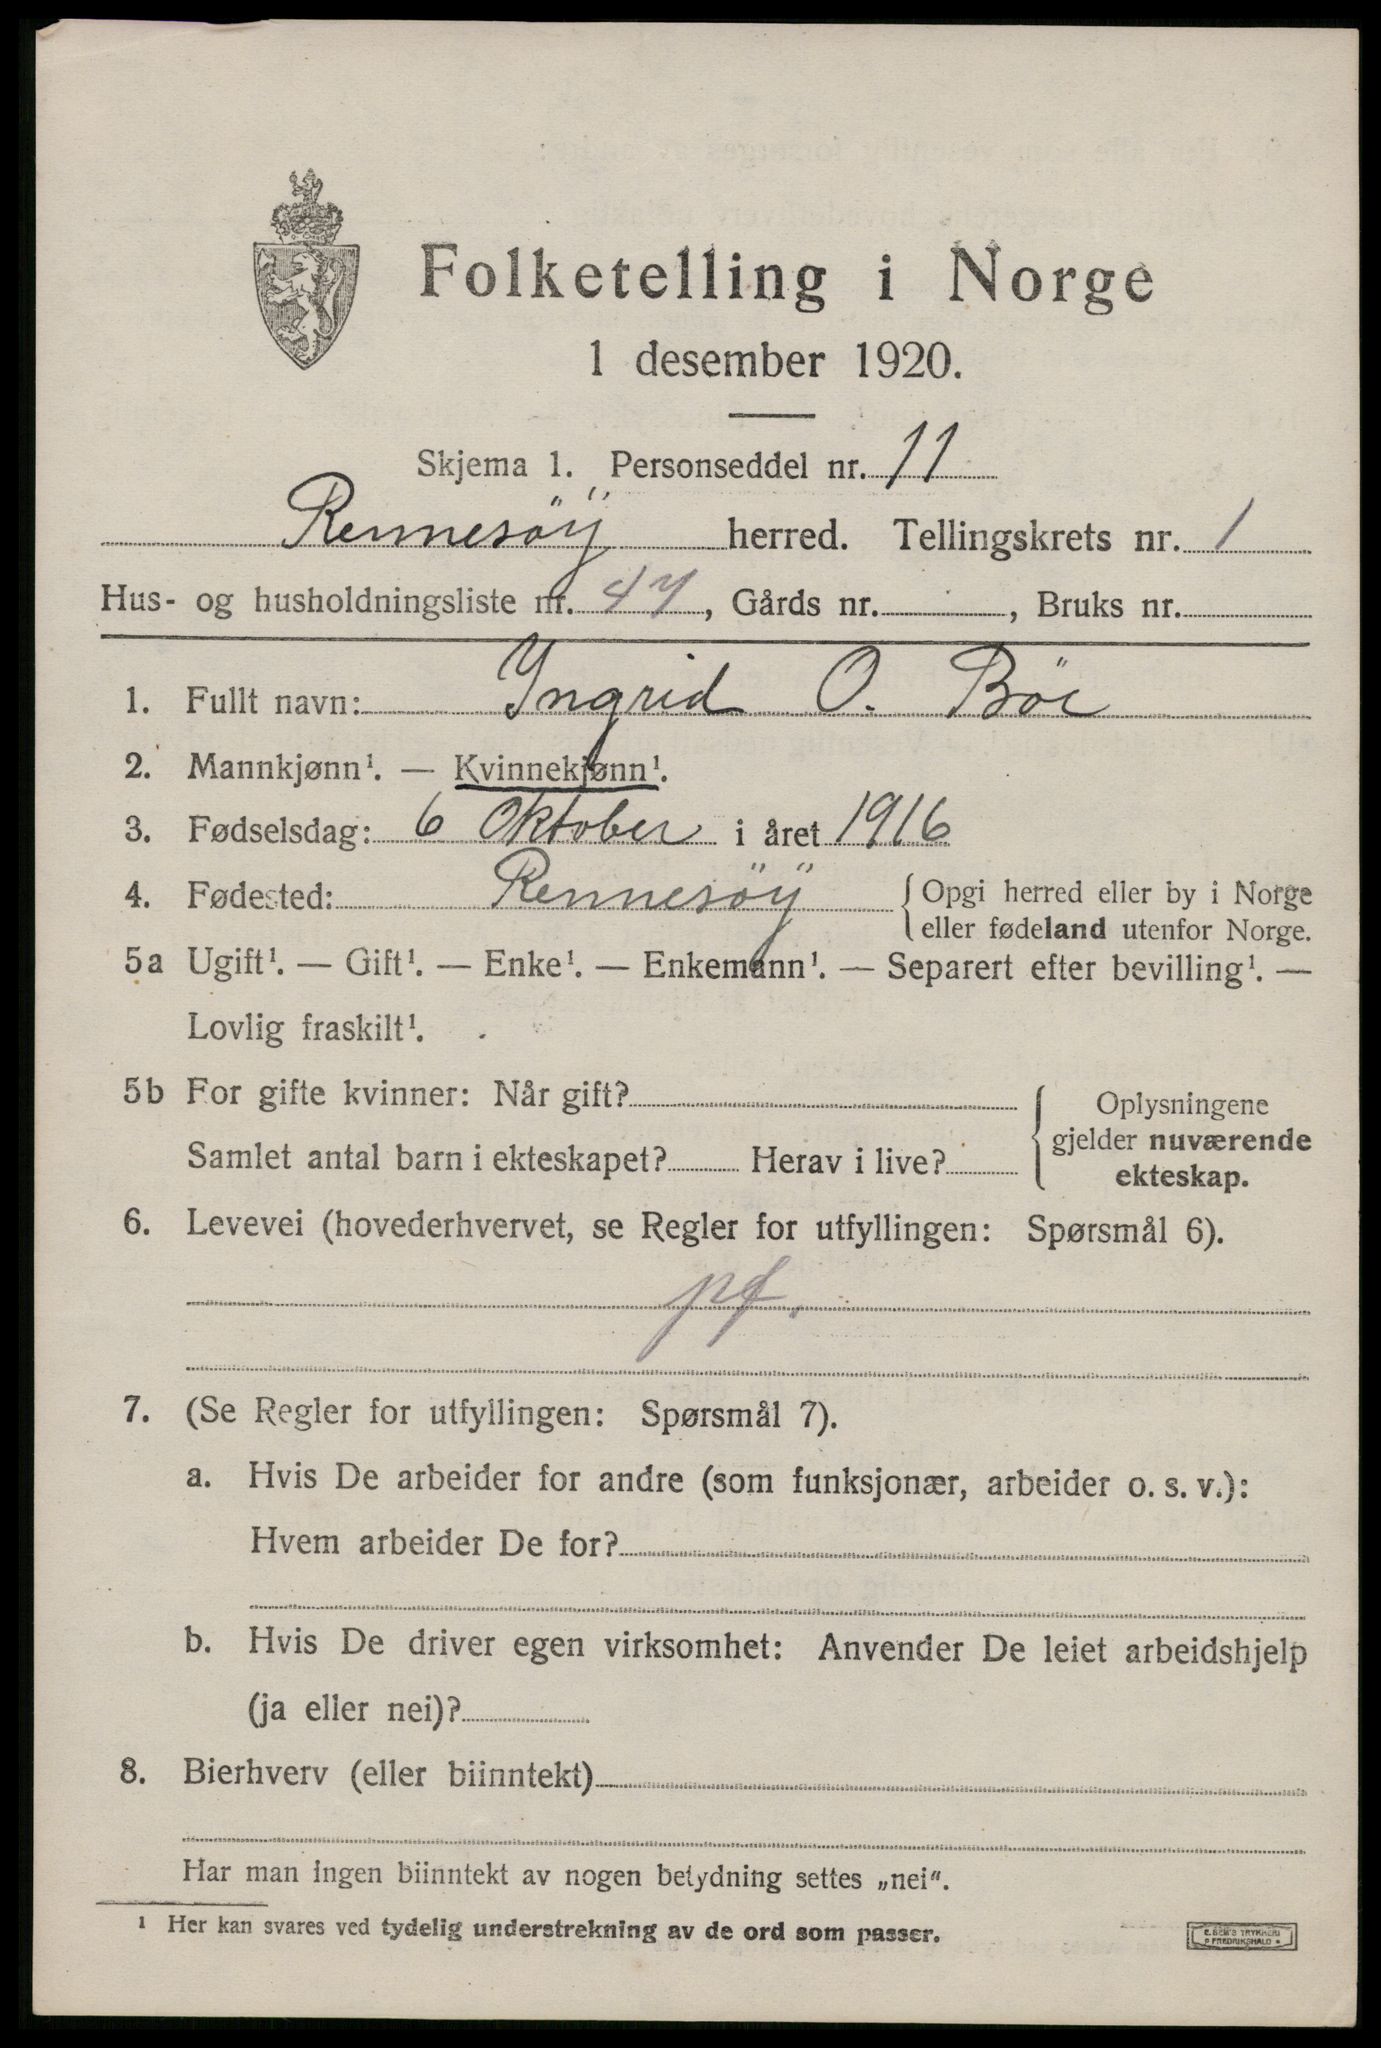 Folketelling i Norge
1 desember 1920.
Skjema 1. Personseddel nr. 11
Rennesöÿ herred. Tellingskrets nr. 1
Hus- og husholdningsliste nr. 47, Gårds nr. , Bruks nr.
1. Fullt navn: Yngrid O. Böe
2. Mannkjønn¹. — Kvinnekjønn¹.
3. Fødselsdag: 6 Oktober i året 1916
4. Fødested: Rennesöÿ { Opgi herred eller by i Norge
eller fødeland utenfor Norge.
5a Ugift¹. — Gift¹. — Enke¹. — Enkemann¹. — Separert efter bevilling¹. —
Lovlig fraskilt¹.
5b For gifte kvinner: Når gift?
Samlet antal barn i ekteskapet? Herav i live?
Oplysningene
gjelder nuværende
ekteskap.
6. Levevei (hovederhvervet, se Regler for utfyllingen: Spørsmål 6).
pf.
7. (Se Regler for utfyllingen: Spørsmål 7).
a. Hvis De arbeider for andre (som funksjonær, arbeider o. s. v.):
Hvem arbeider De for?
b. Hvis De driver egen virksomhet: Anvender De leiet arbeidshjelp
(ja eller nei)?
8. Bierhverv (eller biinntekt)
Har man ingen biinntekt av nogen betydning settes „nei“.
¹ Her kan svares ved tydelig understrekning av de ord som passer.
E. SEM'S TRYKKERI
FREDRIKSHALD